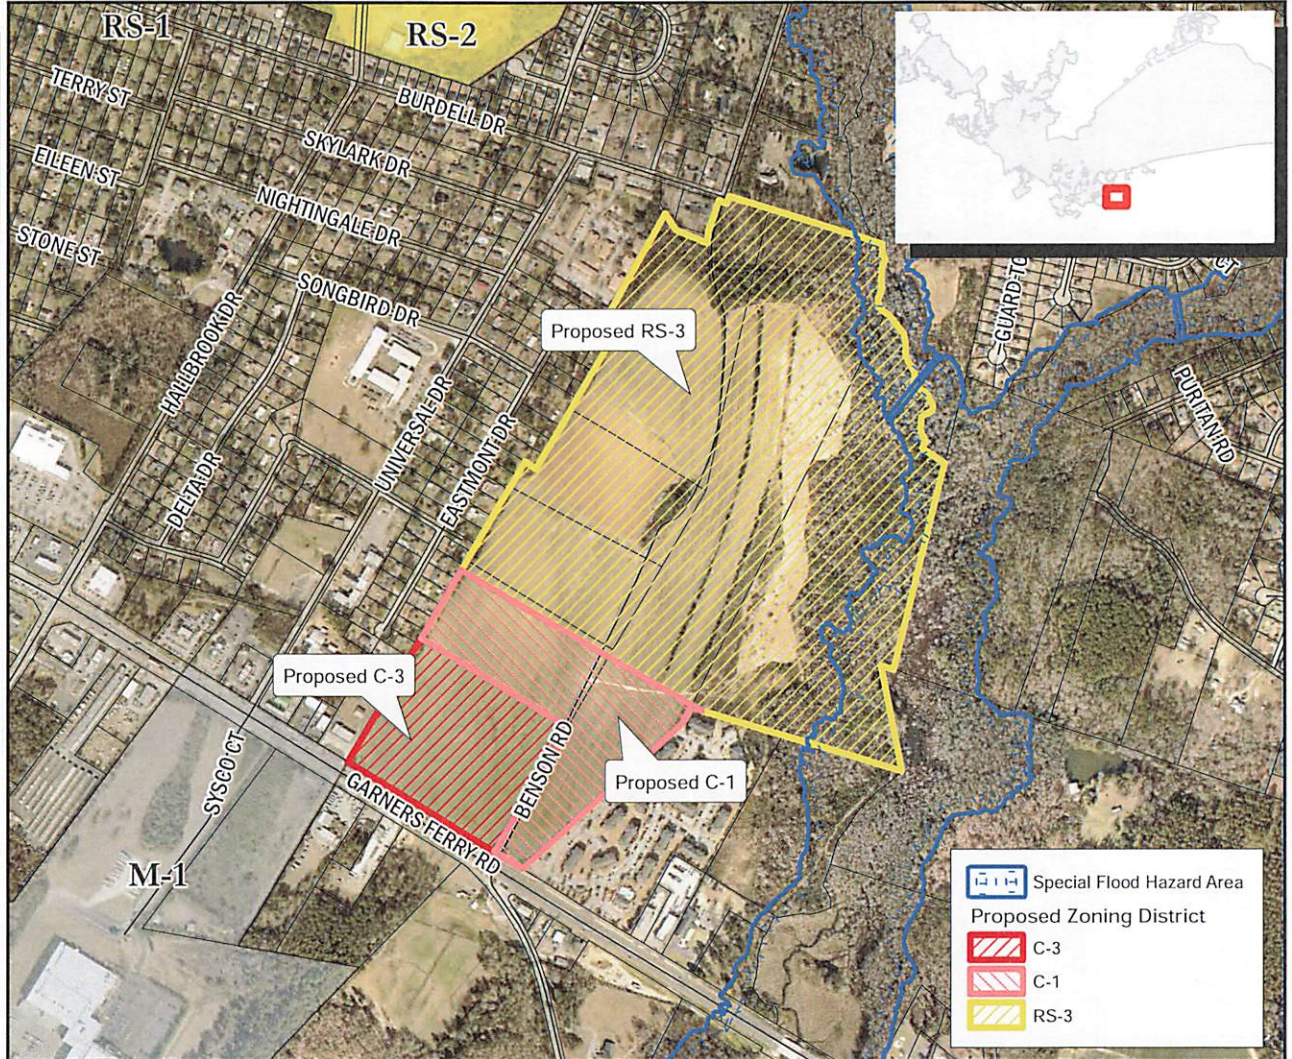 RS-1
RS-2
TERRY ST
BURDELL DR
SKYLARK DR
EILEEN ST
NIGHTINGALE DR
STONE ST
SONGBIRD DR
HALLBROOK DR
GUARD TO
CT
Proposed RS-3
PURITAN RD
UNIVERSAL DR
EASTMONT DR
DELTA DR
Proposed C-3
SYSCO CT
BENSON RD
Proposed C-1
GARNERS FERRY RD
M-1
Special Flood Hazard Area
Proposed Zoning District
C-3
C-1
RS-3